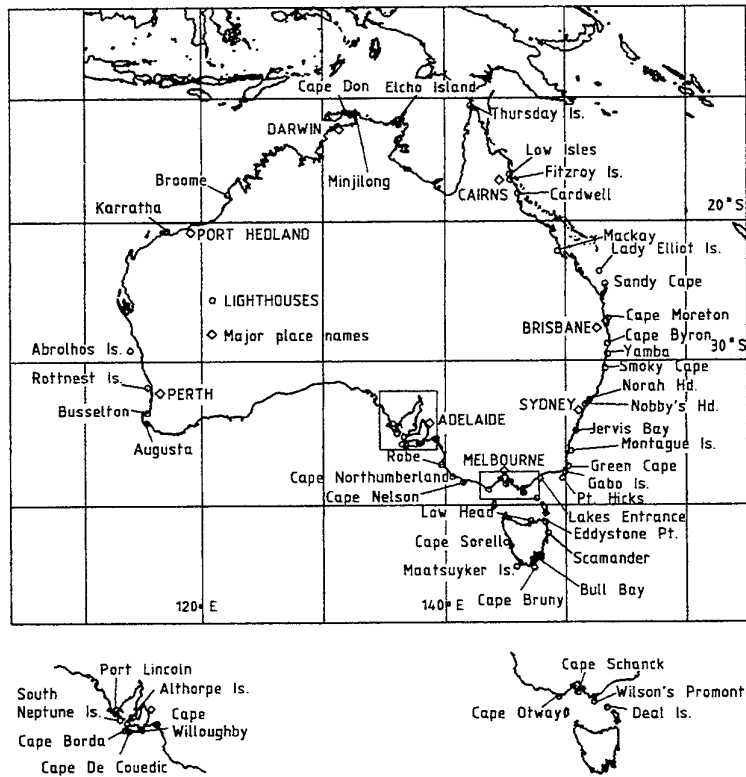 Cape Don Elcho Island
DARWIN
Thursday Is.
Low Isles
Fitzroy Is.
Broome
Minjilong
CAIRNS
Cardwell
Karratha
20° S
PORT HEDLAND
Mackay
Lady Elliot Is.
Sandy Cape
LIGHTHOUSES
Cape Moreton
BRISBANE
Major place names
Cape Byron
Abrolhos Is.
Yamba
30° S
Smoky Cape
Rottnest Is.
Norah Hd.
PERTH
SYDNEY
Nobby's Hd.
Busselton
ADELAIDE
Jervis Bay
Augusta
Robe
MELBOURNE
Montague Is.
Cape Northumberland
Green Cape
Gabo Is.
Cape Nelson
Pt. Hicks
Low Head
Lakes Entrance
Eddystone Pt.
Cape Sorell
Scamander
Maatsuyker Is.
Bull Bay
120° E
140° E
Cape Bruny
Port Lincoln
Althorpe Is.
South
Neptune Is.
Cape
Willoughby
Cape Borda
Cape De Couedic
Cape Schanck
Wilson's Promont
Cape Otway
Deal Is.